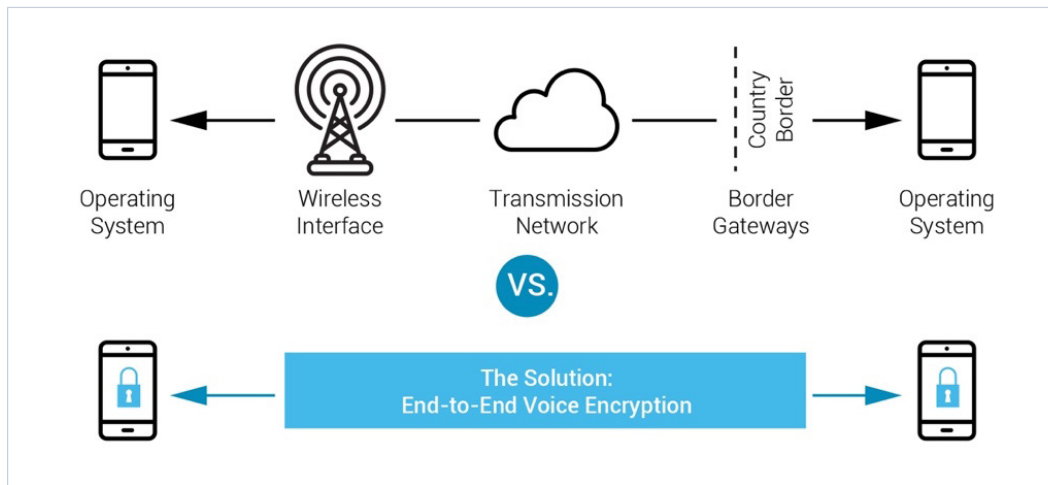 Country
Border
Operating
System
Wireless
Interface
Transmission
Network
Border
Gateways
Operating
System
VS.
The Solution:
End-to-End Voice Encryption